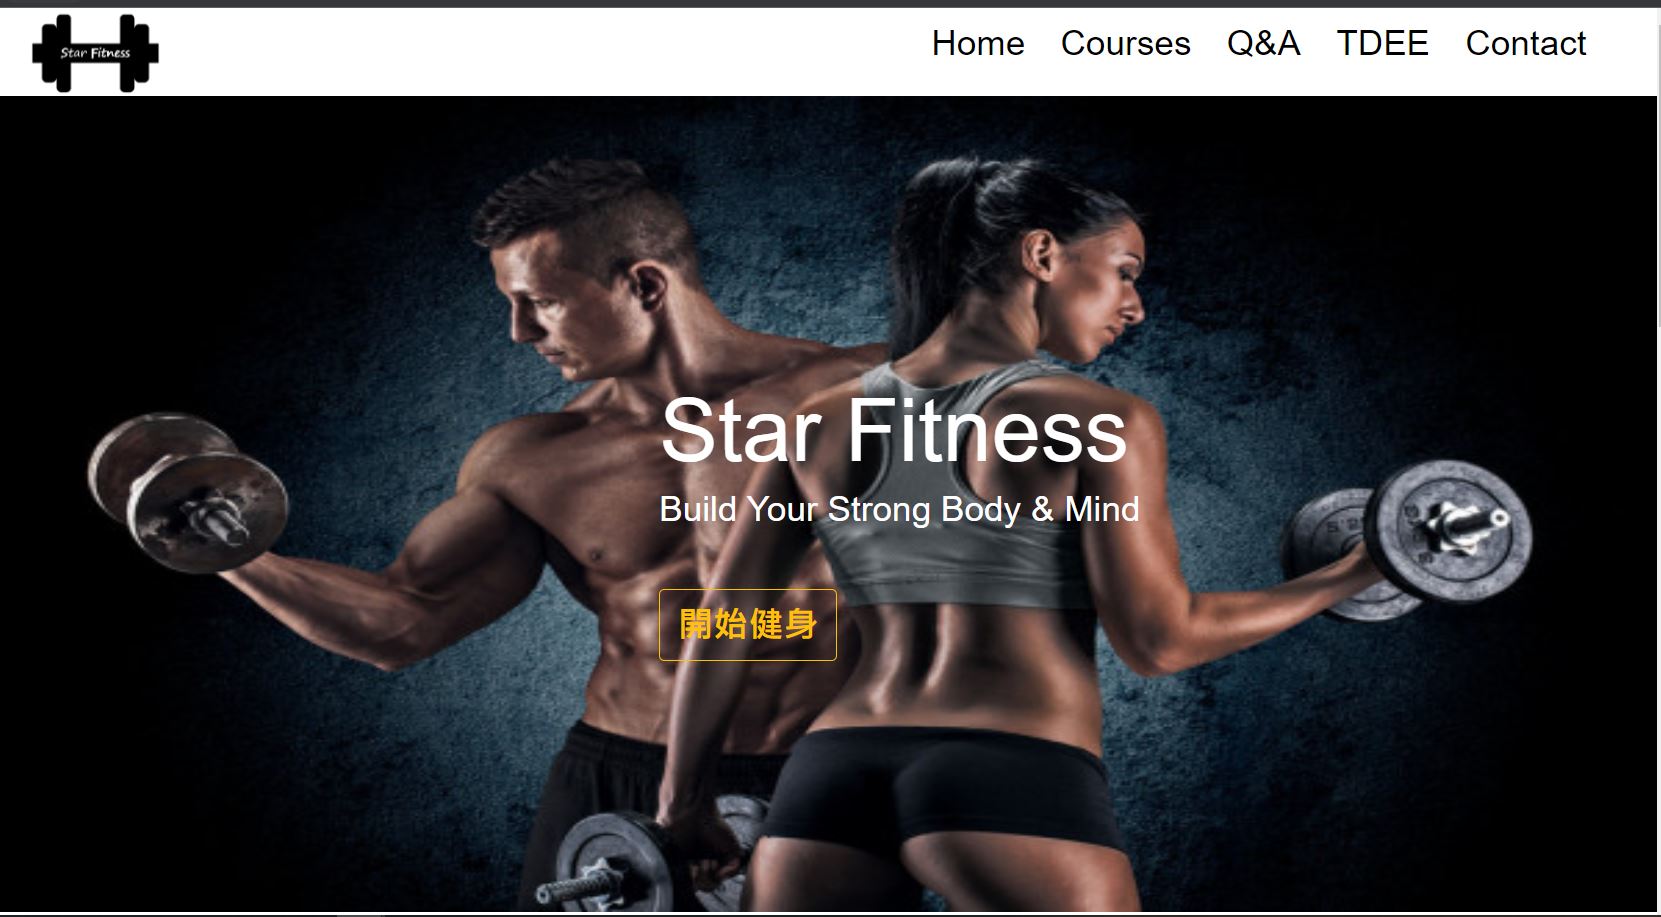 Star Fitness
Home Courses Q&A TDEE Contact
Star Fitness
Build Your Strong Body & Mind
開始健身